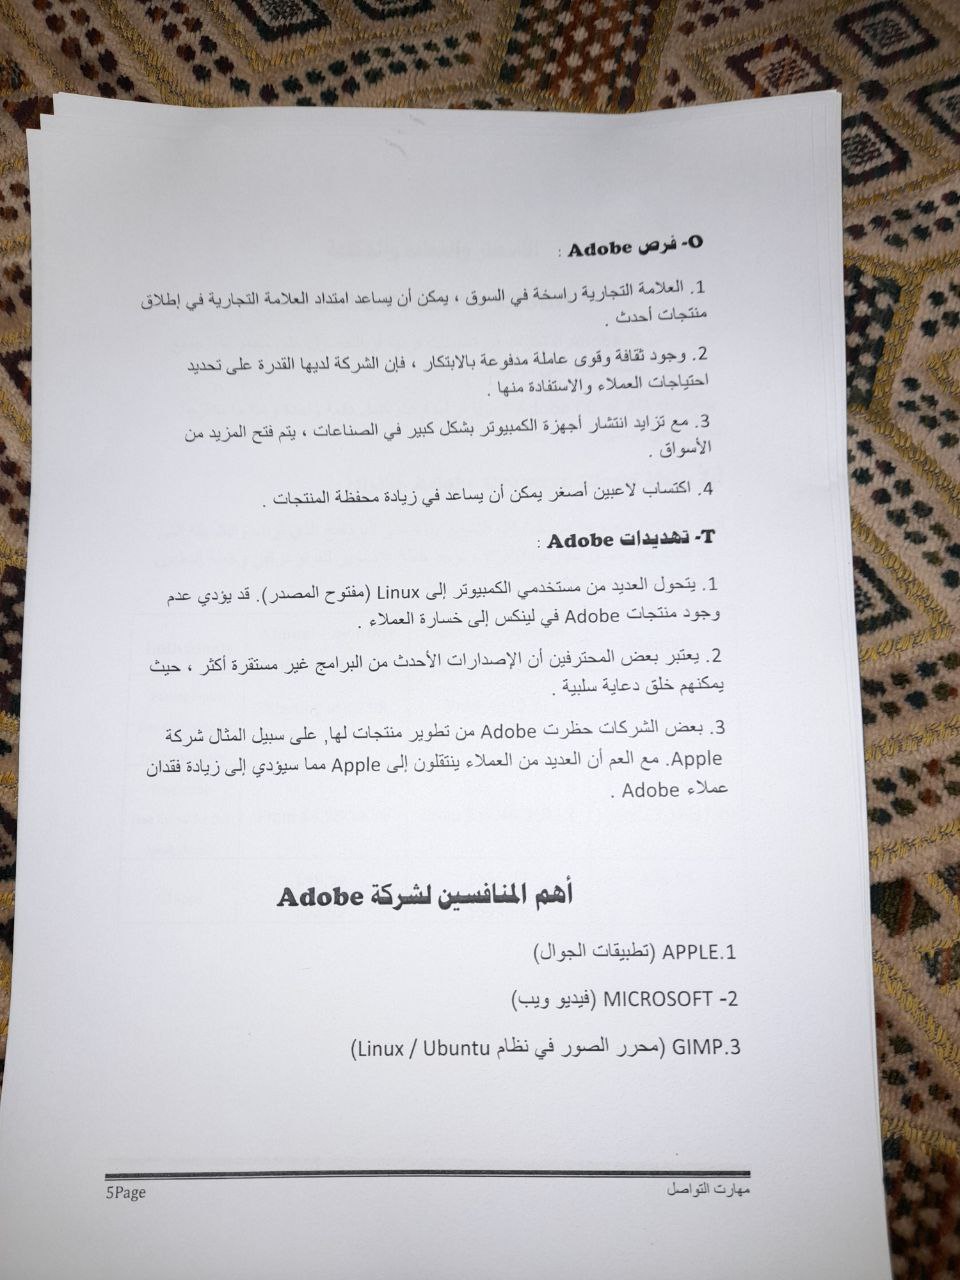 O- فرص Adobe :
1. العلامة التجارية راسخة في السوق ، يمكن أن يساعد امتداد العلامة التجارية في إطلاق
منتجات أحدث .
2. وجود ثقافة وقوى عاملة مدفوعة بالابتكار ، فإن الشركة لديها القدرة على تحديد
احتياجات العملاء والاستفادة منها .
3. مع تزايد انتشار أجهزة الكمبيوتر بشكل كبير في الصناعات ، يتم فتح المزيد من
الأسواق .
4. اكتساب لاعبين أصغر يمكن أن يساعد في زيادة محفظة المنتجات .
T- تهديدات Adobe :
1. يتحول العديد من مستخدمي الكمبيوتر إلى Linux (مفتوح المصدر). قد يؤدي عدم
وجود منتجات Adobe في لينكس إلى خسارة العملاء .
2. يعتبر بعض المحترفين أن الإصدارات الأحدث من البرامج غير مستقرة أكثر ، حيث
يمكنهم خلق دعاية سلبية .
3. بعض الشركات حظرت Adobe من تطوير منتجات لها, على سبيل المثال شركة
Apple. مع العم أن العديد من العملاء ينتقلون إلى Apple مما سيؤدي إلى زيادة فقدان
عملاء Adobe .
أهم المنافسين لشركة Adobe
APPLE.1 (تطبيقات الجوال)
2- MICROSOFT (فيديو ويب)
GIMP.3 (محرر الصور في نظام Linux / Ubuntu)
مهارت التواصل
5Page